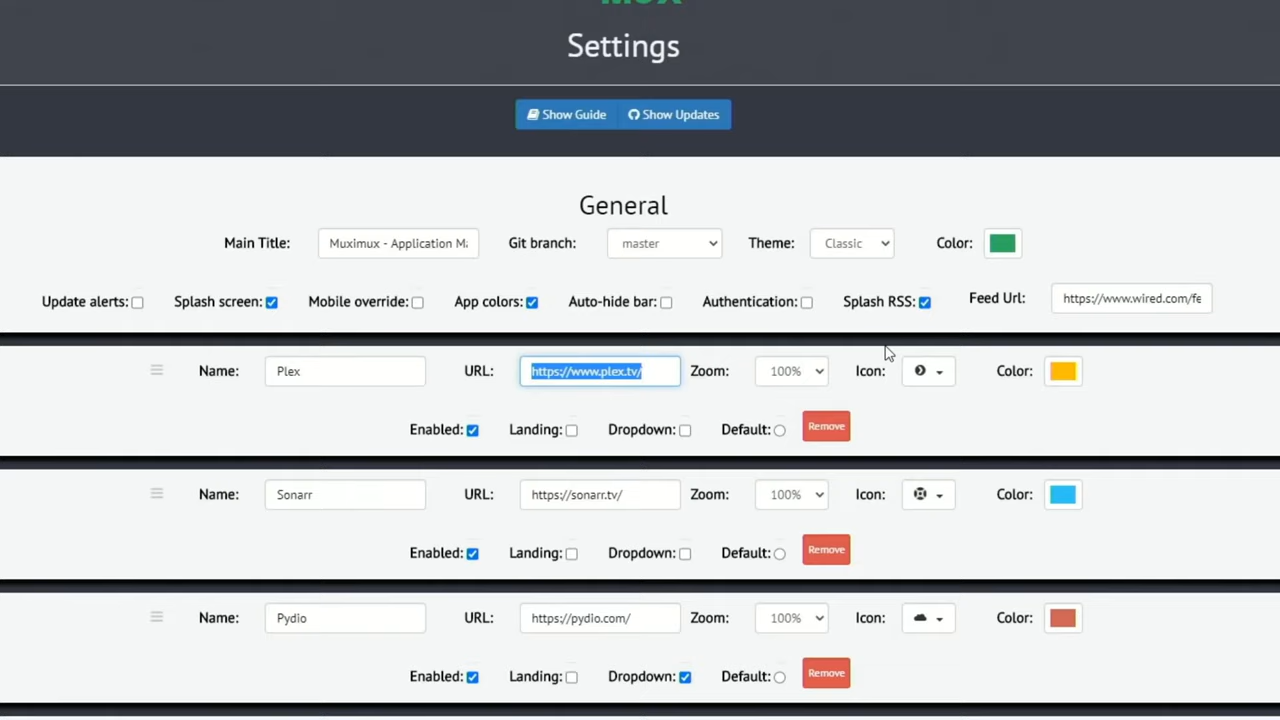 MUX
Settings
Show Guide Show Updates
General
Main Title: Muximux - Application Ma Git branch: master Theme: Classic Color:
Update alerts: Splash screen: Mobile override: App colors: Auto-hide bar: Authentication: Splash RSS: Feed Url: https://www.wired.com/fe
Name: Plex URL: https://www.plex.tv/ Zoom: 100% Icon: Color:
Enabled: Landing: Dropdown: Default: Remove
Name: Sonarr URL: https://sonarr.tv/ Zoom: 100% Icon: Color:
Enabled: Landing: Dropdown: Default: Remove
Name: Pydio URL: https://pydio.com/ Zoom: 100% Icon: Color:
Enabled: Landing: Dropdown: Default: Remove